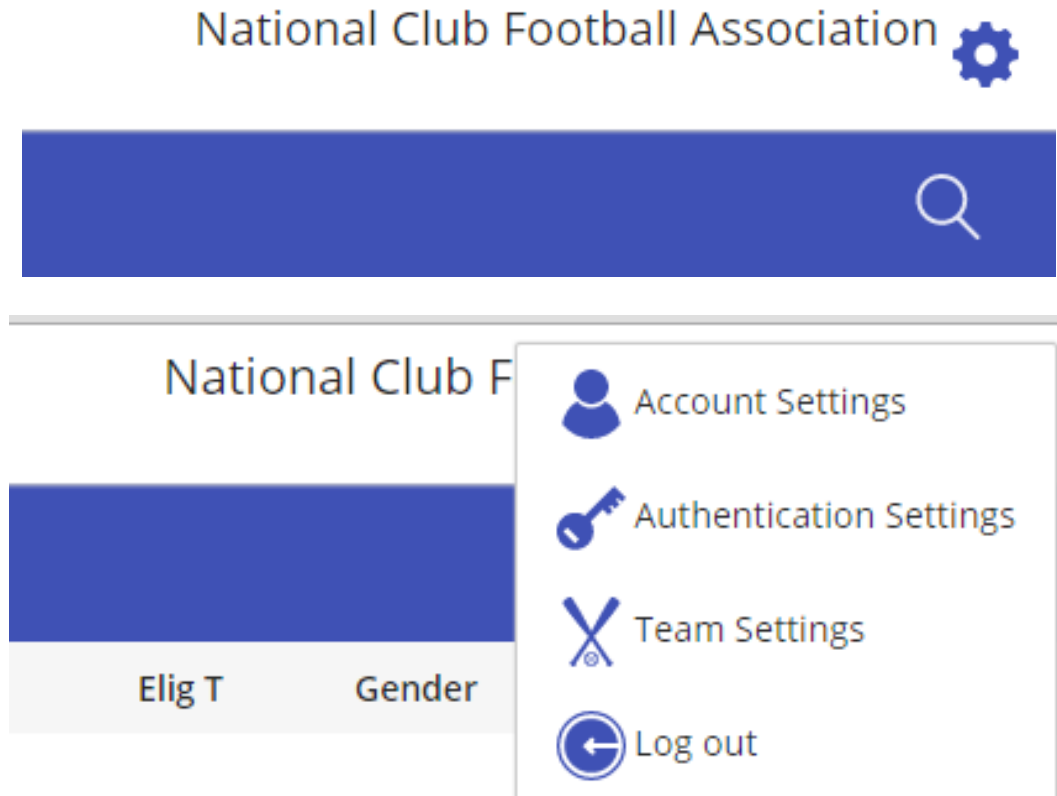 National Club Football Association
National Club F
Account Settings
Authentication Settings
Team Settings
Elig T Gender
Log out